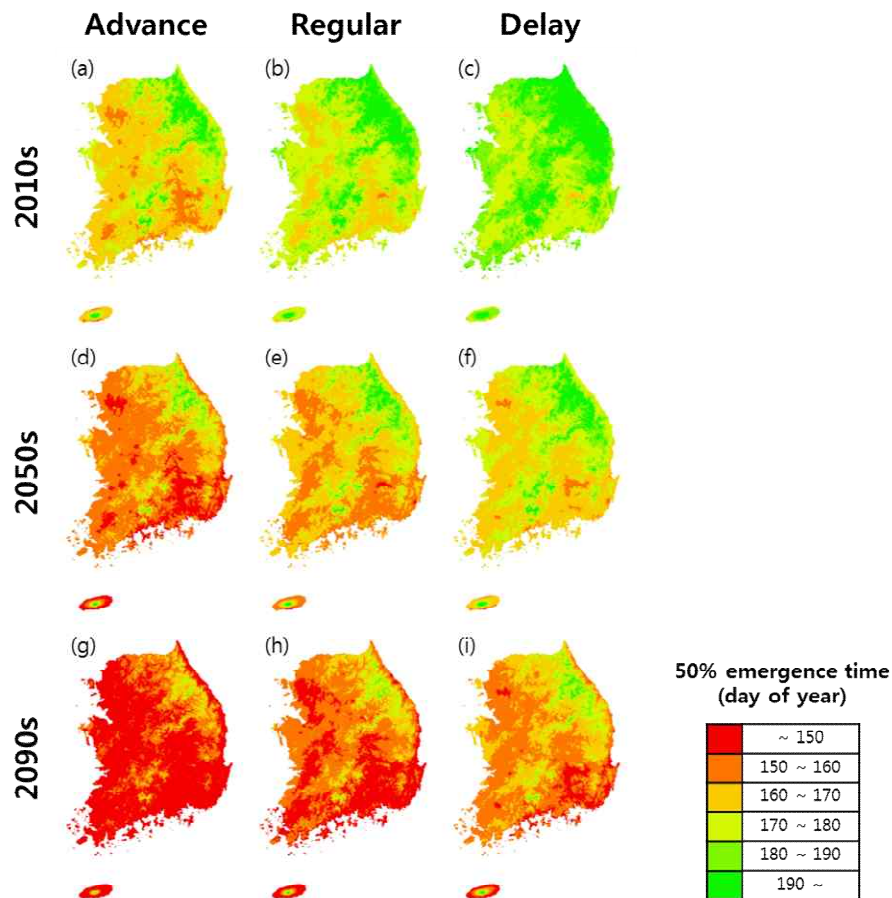 Advance Regular Delay
(a) (b) (c)
2010s
(d) (e) (f)
2050s
(g) (h) (i)
2090s
50% emergence time
(day of year)
~ 150
150 ~ 160
160 ~ 170
170 ~ 180
180 ~ 190
190 ~